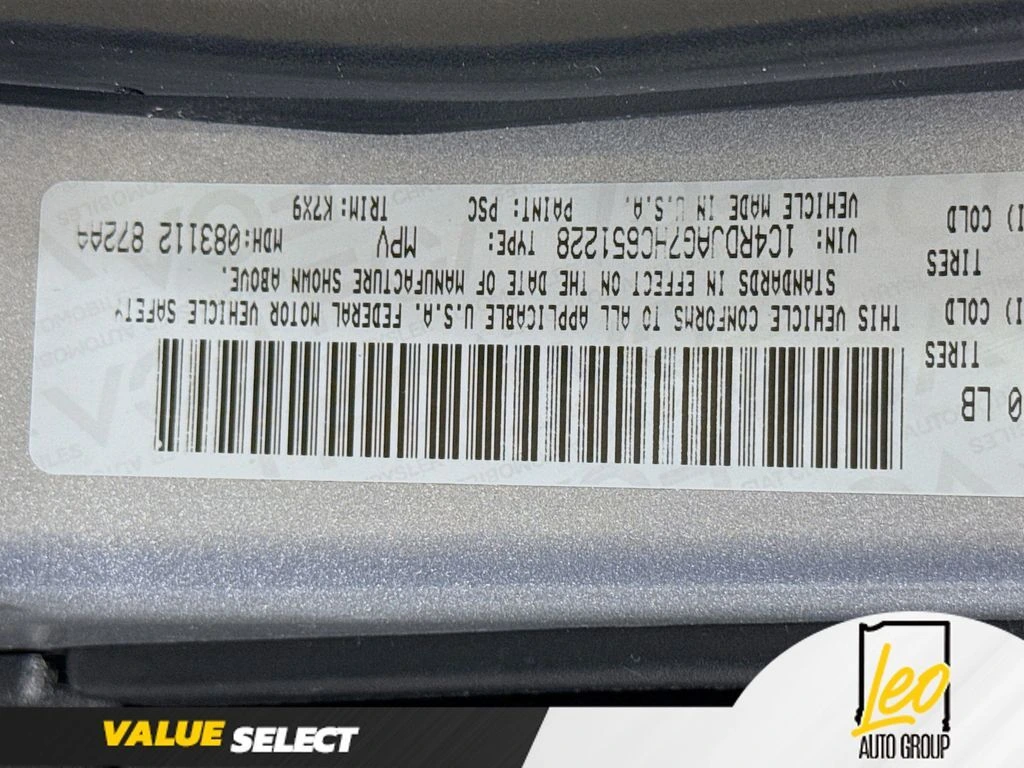 0 LB
TIRES
I) COLD
TIRES
I) COLD
THIS VEHICLE CONFORMS TO ALL APPLICABLE U.S.A. FEDERAL MOTOR VEHICLE SAFETY
STANDARDS IN EFFECT ON THE DATE OF MANUFACTURE SHOWN ABOVE.
VIN: 1C4RDJAG7HC651228 TYPE: MPV MDH: 083112 872AA
VEHICLE MADE IN U.S.A. PAINT: PSC TRIM: K7X9
VALUE SELECT
Leo
AUTO GROUP